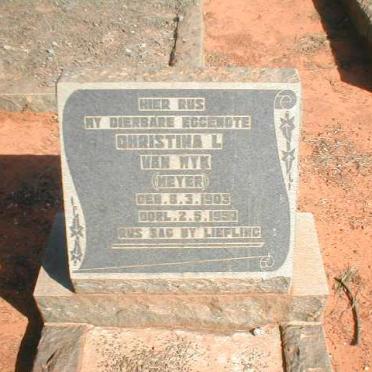 HIER RUS
MY DIERBARE EGGENOTE
CHRISTINA L
VAN WYK
(MEYER)
GEB. 8.3.1903
OORL. 2.5.1953
RUS SAG MY LIEFLING